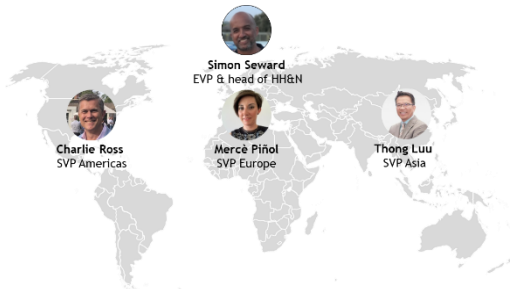 Simon Seward
EVP & head of HH&N
Charlie Ross
SVP Americas
Mercè Piñol
SVP Europe
Thong Luu
SVP Asia